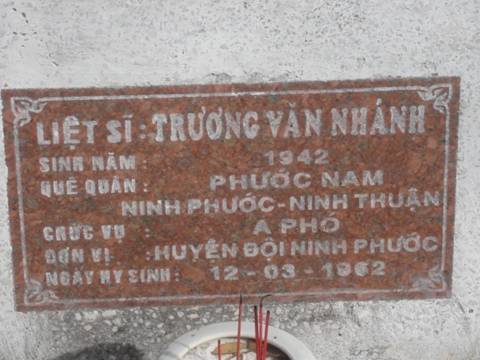 LIỆT SĨ : TRƯƠNG VĂN NHÁNH
SINH NĂM : 1942
QUÊ QUÁN : PHƯỚC NAM
NINH PHƯỚC-NINH THUẬN
CHỨC VỤ : A PHÓ
ĐƠN VỊ : HUYỆN ĐỘI NINH PHƯỚC
NGÀY HY SINH : 12-03-1962